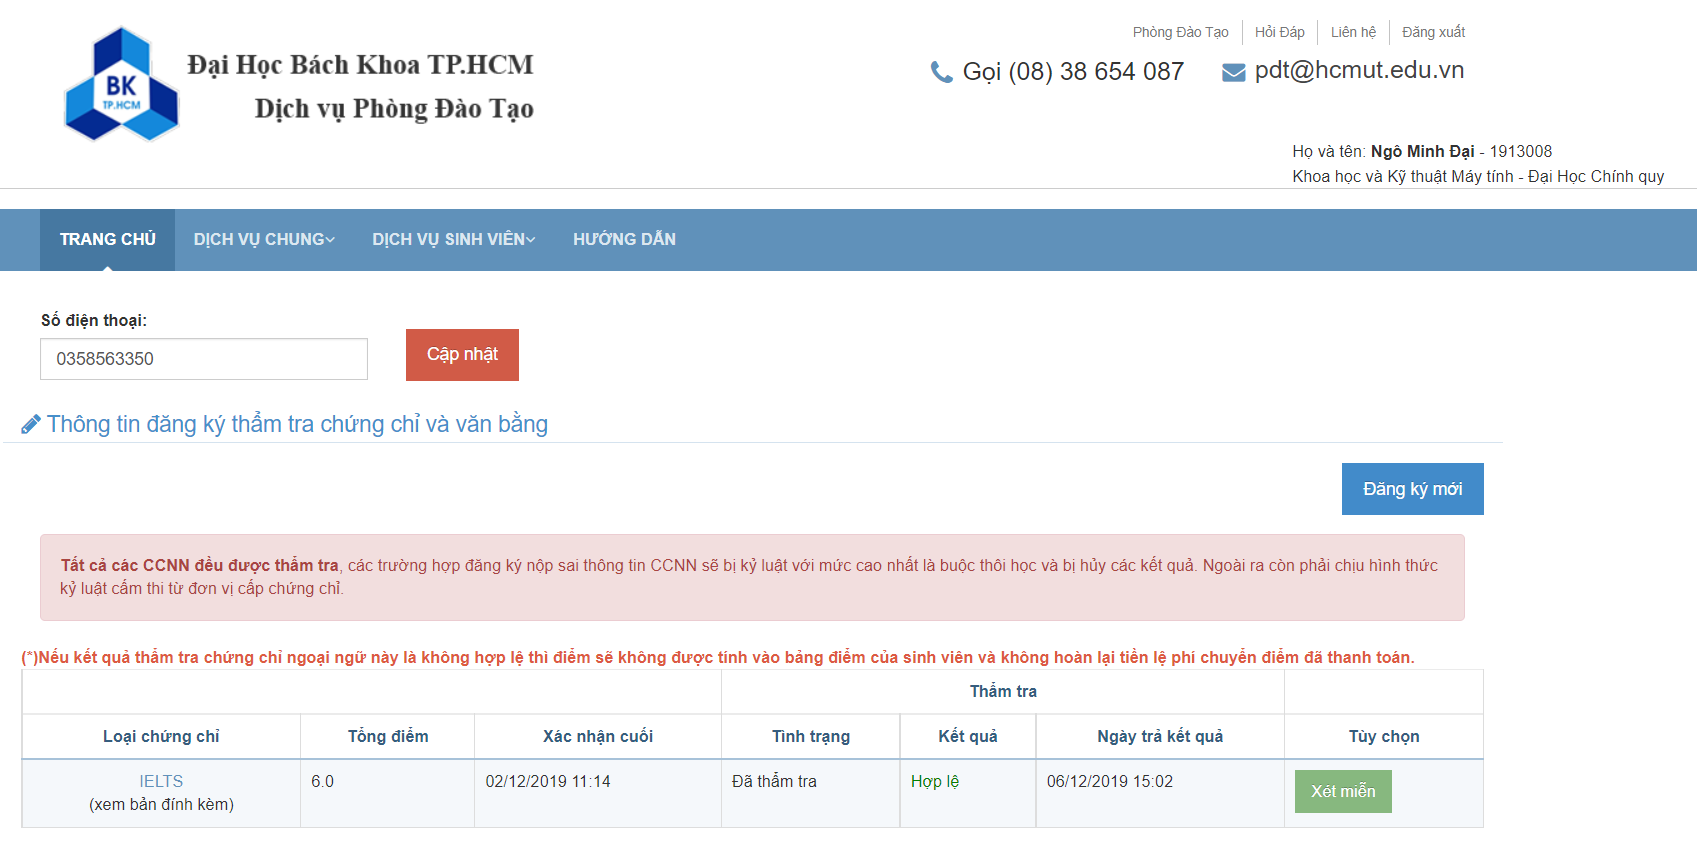 Phòng Đào Tạo Hỏi Đáp Liên hệ Đăng xuất
BK
TP.HCM
Đại Học Bách Khoa TP.HCM
Dịch vụ Phòng Đào Tạo
Gọi (08) 38 654 087 pdt@hcmut.edu.vn
Họ và tên: Ngô Minh Đại - 1913008
Khoa học và Kỹ thuật Máy tính - Đại Học Chính quy
TRANG CHỦ DỊCH VỤ CHUNG DỊCH VỤ SINH VIÊN HƯỚNG DẪN
Số điện thoại:
0358563350 Cập nhật
Thông tin đăng ký thẩm tra chứng chỉ và văn bằng
Đăng ký mới
Tất cả các CCNN đều được thẩm tra, các trường hợp đăng ký nộp sai thông tin CCNN sẽ bị kỷ luật với mức cao nhất là buộc thôi học và bị hủy các kết quả. Ngoài ra còn phải chịu hình thức
kỷ luật cấm thi từ đơn vị cấp chứng chỉ.
(*)Nếu kết quả thẩm tra chứng chỉ ngoại ngữ này là không hợp lệ thì điểm sẽ không được tính vào bảng điểm của sinh viên và không hoàn lại tiền lệ phí chuyển điểm đã thanh toán.
Thẩm tra
Loại chứng chỉ Tổng điểm Xác nhận cuối Tình trạng Kết quả Ngày trả kết quả Tùy chọn
IELTS 6.0 02/12/2019 11:14 Đã thẩm tra Hợp lệ 06/12/2019 15:02 Xét miễn
(xem bản đính kèm)